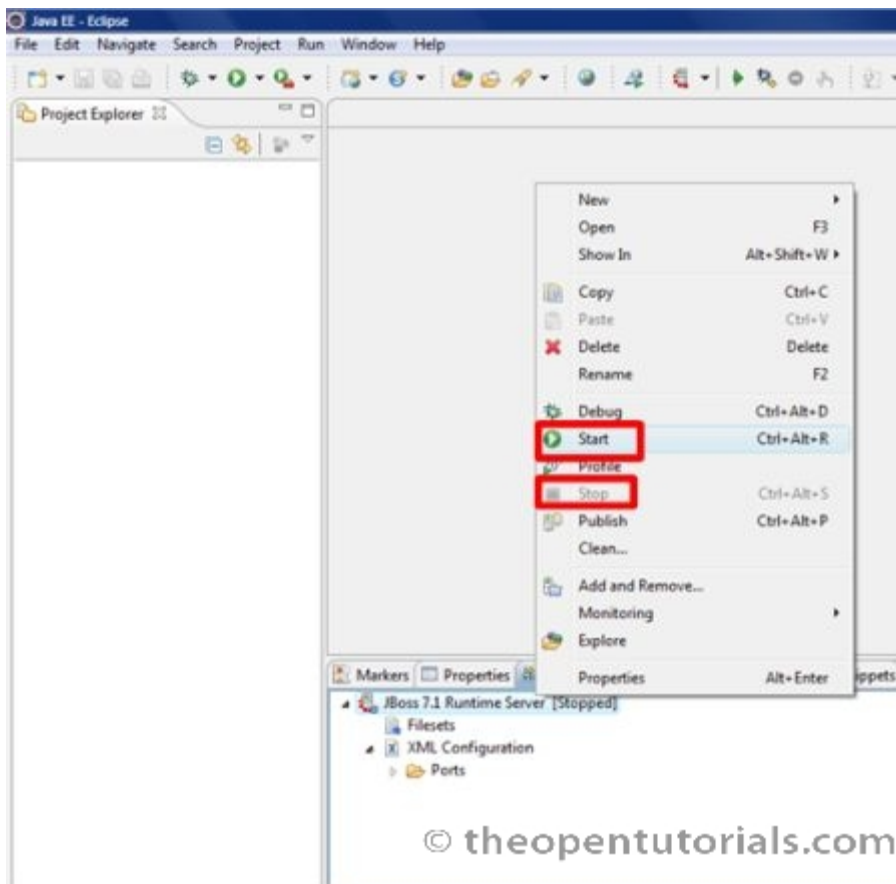 Java EE - Eclipse
File Edit Navigate Search Project Run Window Help
Project Explorer
New
Open F3
Show In Alt+Shift+W
Copy Ctrl+C
Paste Ctrl+V
Delete Delete
Rename F2
Debug Ctrl+Alt+D
Start Ctrl+Alt+R
Profile
Stop Ctrl+Alt+S
Publish Ctrl+Alt+P
Clean...
Add and Remove...
Monitoring
Explore
Properties Alt+Enter
Markers Properties ippets
JBoss 7.1 Runtime Server [Stopped]
Filesets
XML Configuration
Ports
© theopentutorials.com